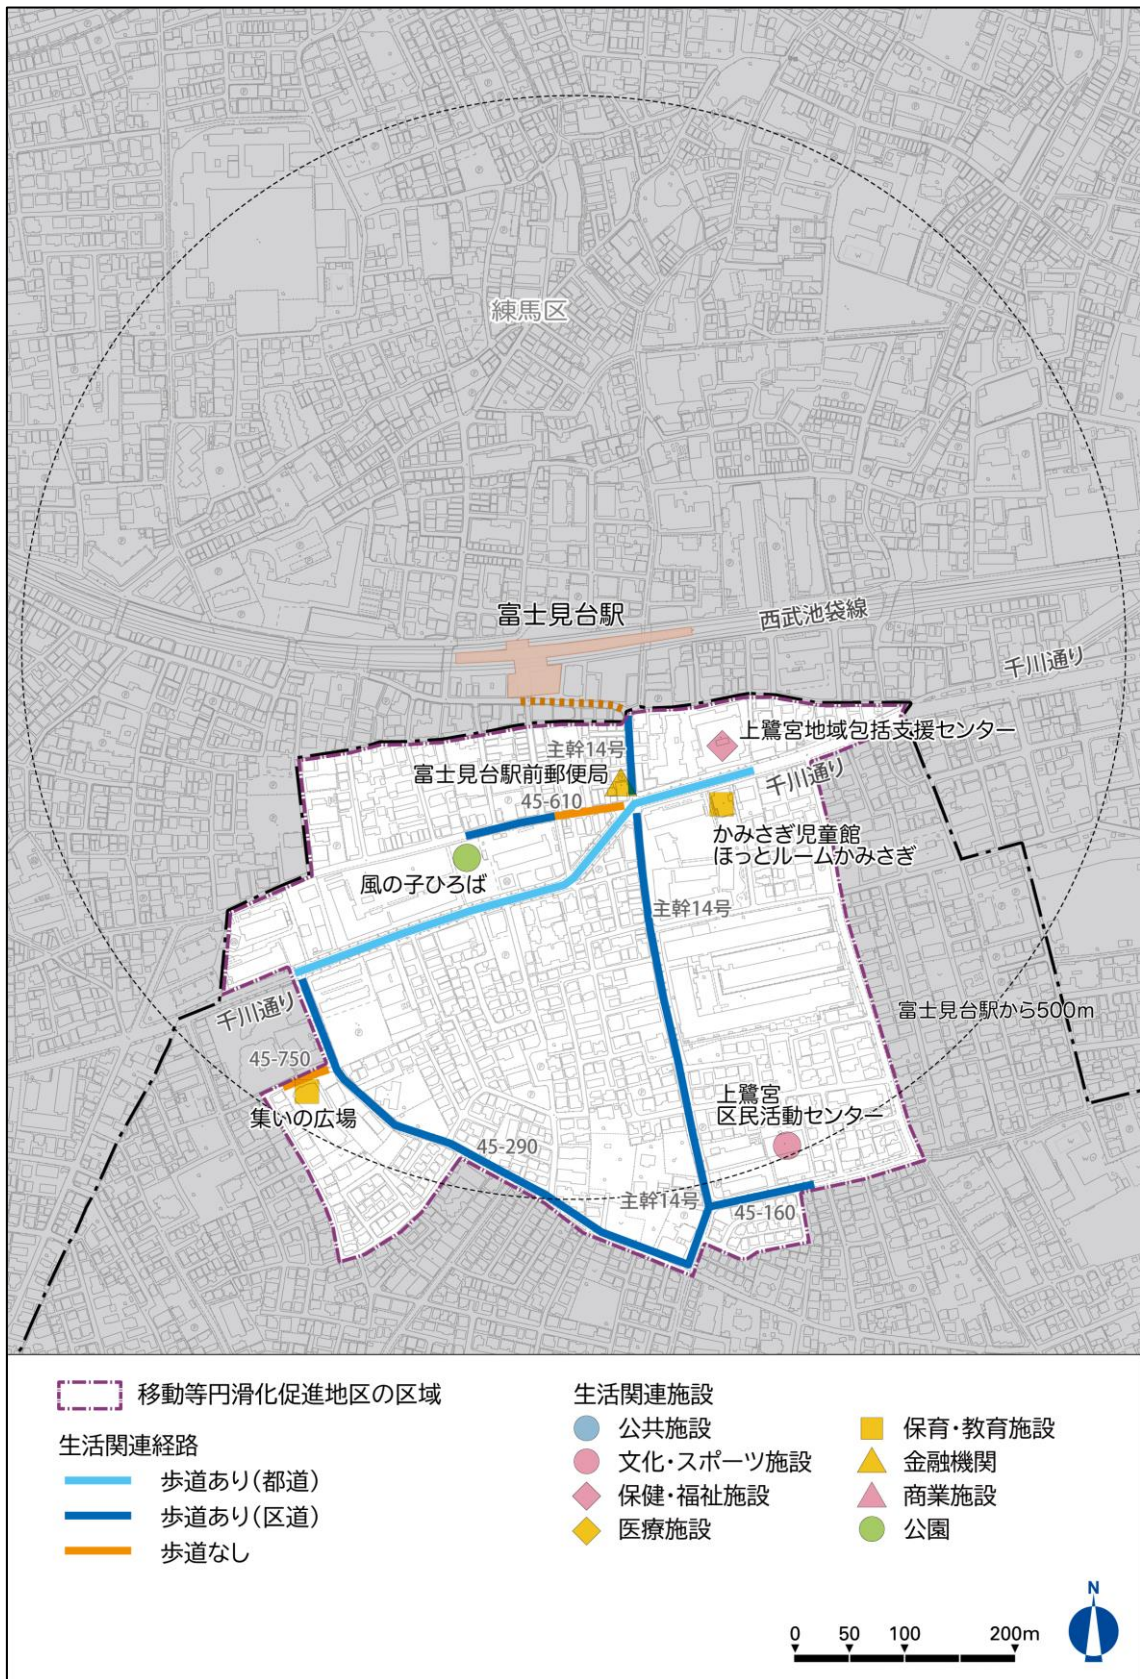 練馬区
富士見台駅
西武池袋線
千川通り
上鷺宮地域包括支援センター
主幹14号
富士見台駅前郵便局
千川通り
45-610
かみさぎ児童館
ほっとルームかみさぎ
風の子ひろば
主幹14号
千川通り
富士見台駅から500m
45-750
集いの広場
上鷺宮
区民活動センター
45-290
主幹14号
45-160
移動等円滑化促進地区の区域
生活関連経路
歩道あり(都道)
歩道あり(区道)
歩道なし
生活関連施設
公共施設
文化・スポーツ施設
保健・福祉施設
医療施設
保育・教育施設
金融機関
商業施設
公園
0 50 100 200m
N